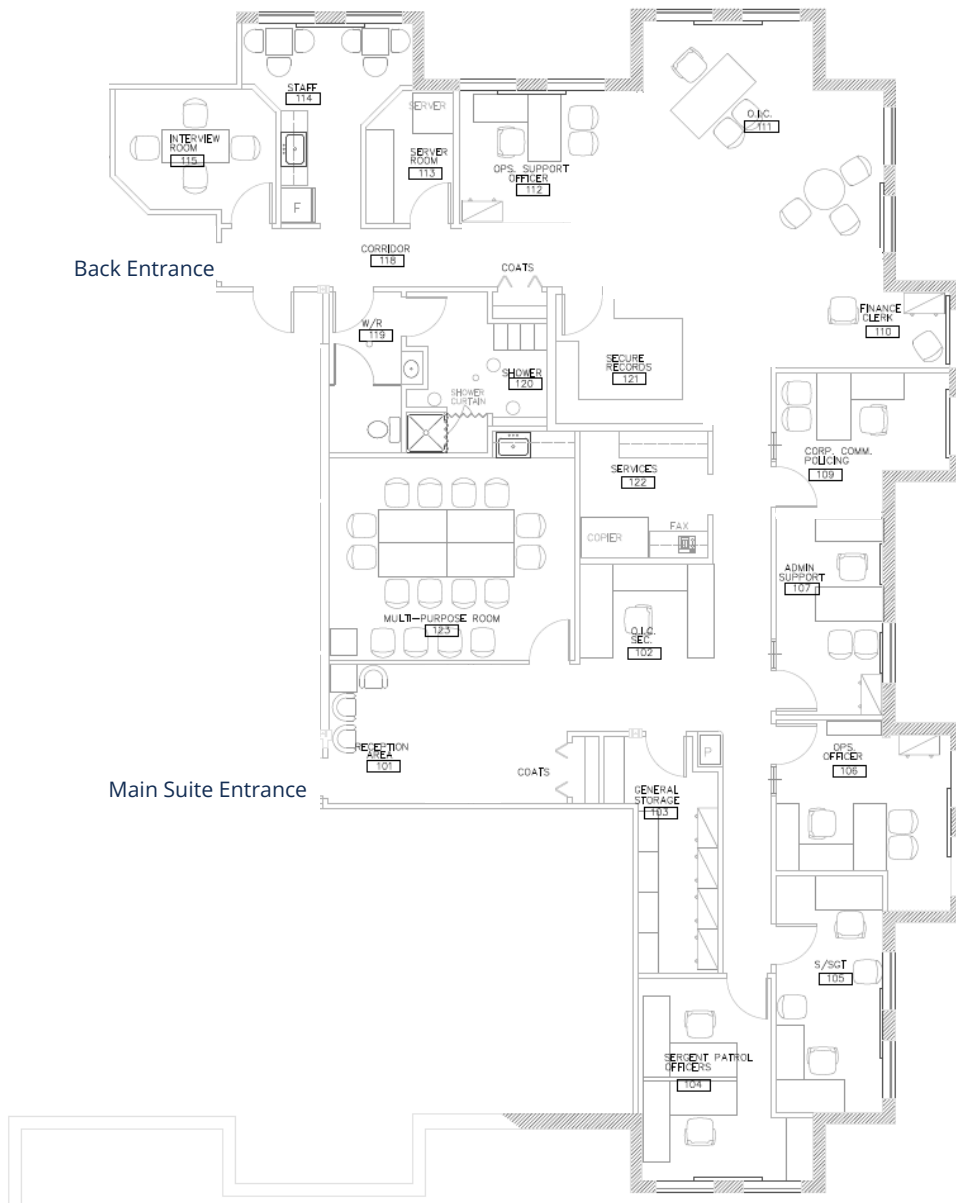 STAFF
114
SERVER
INTERVIEW
ROOM
115
SERVER
ROOM
113
F
OPS. SUPPORT
OFFICER
112
O.I.C.
111
CORRIDOR
118
Back Entrance
COATS
W/R
119
FINANCE
CLERK
110
SECURE
RECORDS
121
SHOWER
120
SHOWER
CURTAIN
CORP. COMM.
POLICING
109
SERVICES
122
COPIER
FAX
ADMIN
SUPPORT
107
MULTI-PURPOSE ROOM
123
O.I.C.
SEC.
102
RECEPTION
AREA
101
COATS
P
OPS.
OFFICER
106
Main Suite Entrance
GENERAL
STORAGE
103
S/SGT
105
SERGENT PATROL
OFFICERS
104